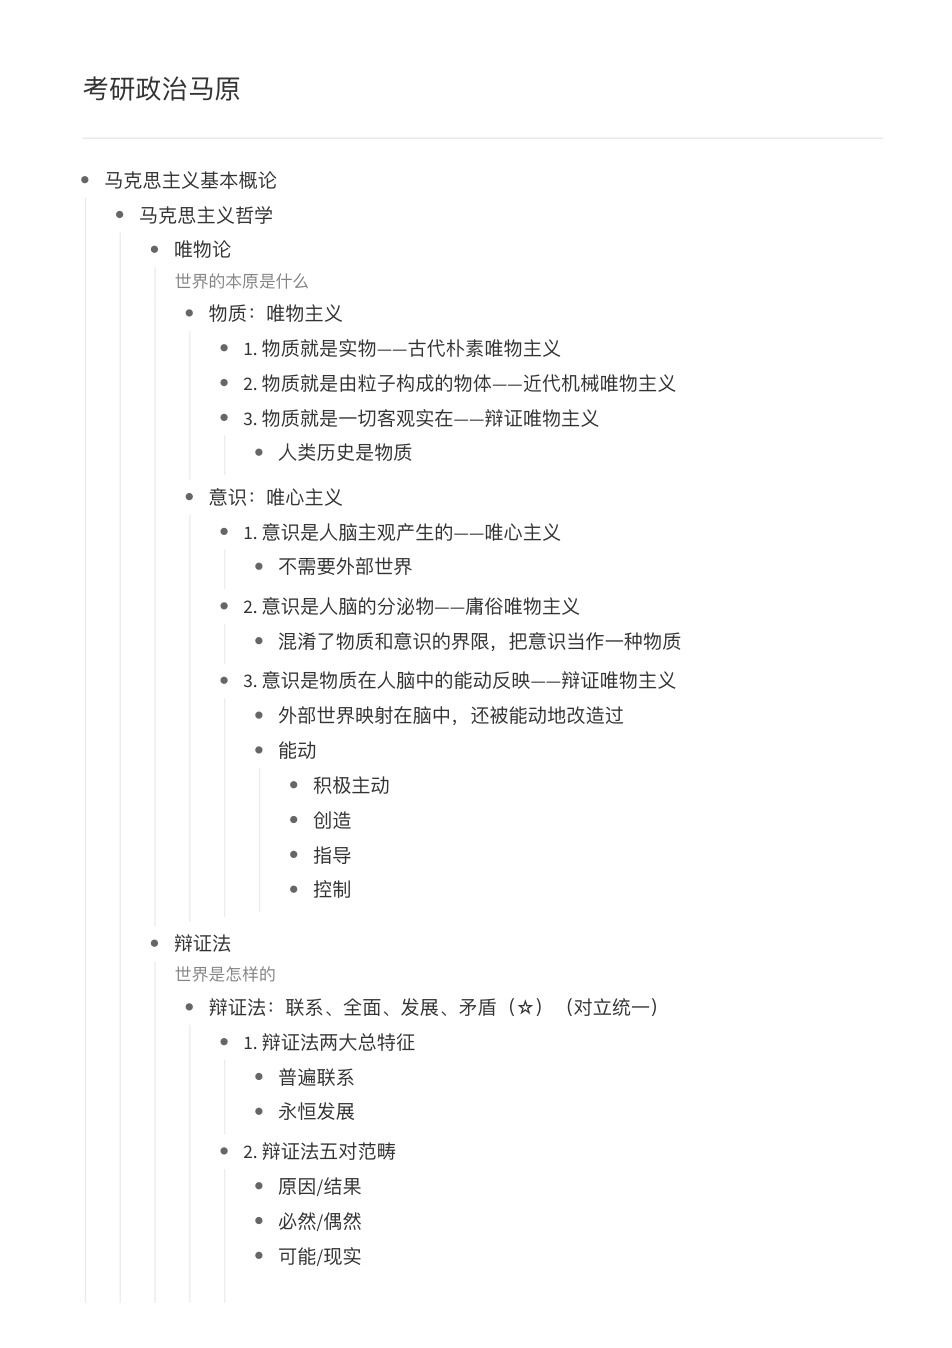 考研政治马原
马克思主义基本概论
马克思主义哲学
唯物论
世界的本原是什么
物质：唯物主义
1. 物质就是实物——古代朴素唯物主义
2. 物质就是由粒子构成的物体——近代机械唯物主义
3. 物质就是一切客观实在——辩证唯物主义
人类历史是物质
意识：唯心主义
1. 意识是人脑主观产生的——唯心主义
不需要外部世界
2. 意识是人脑的分泌物——庸俗唯物主义
混淆了物质和意识的界限，把意识当作一种物质
3. 意识是物质在人脑中的能动反映——辩证唯物主义
外部世界映射在脑中，还被能动地改造过
能动
积极主动
创造
指导
控制
辩证法
世界是怎样的
辩证法：联系、全面、发展、矛盾（☆）（对立统一）
1. 辩证法两大总特征
普遍联系
永恒发展
2. 辩证法五对范畴
原因/结果
必然/偶然
可能/现实